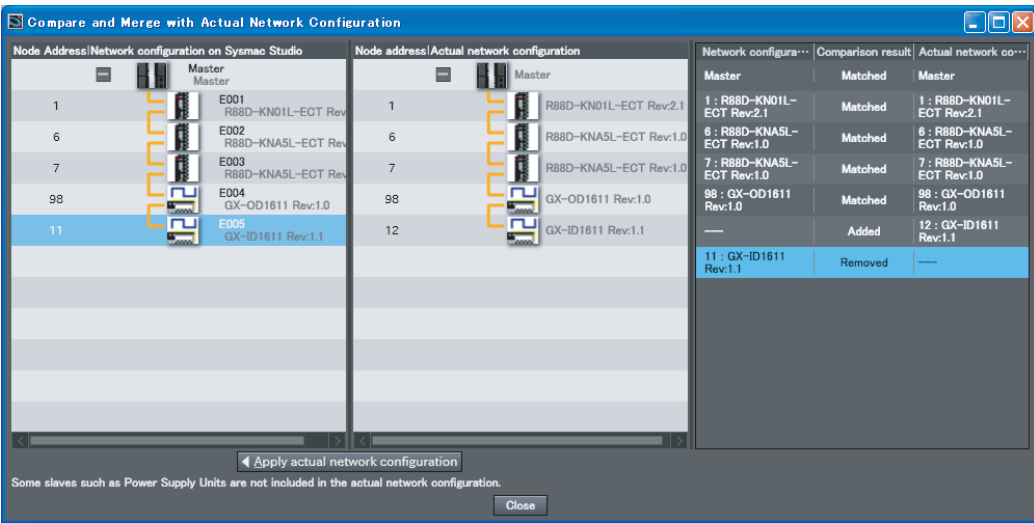 Compare and Merge with Actual Network Configuration
Node Address|Network configuration on Sysmac Studio
Master
Master
1
E001
R88D-KN01L-ECT Rev
6
E002
R88D-KNA5L-ECT Rev
7
E003
R88D-KNA5L-ECT Rev
98
E004
GX-OD1611 Rev:1.0
11
E005
GX-ID1611 Rev:1.1
Node address|Actual network configuration
Master
1
R88D-KN01L-ECT Rev:2.1
6
R88D-KNA5L-ECT Rev:1.0
7
R88D-KNA5L-ECT Rev:1.0
98
GX-OD1611 Rev:1.0
12
GX-ID1611 Rev:1.1
Network configura··· Comparison result Actual network co···
Master Matched Master
1 : R88D-KN01L- Matched 1 : R88D-KN01L-
ECT Rev:2.1 ECT Rev:2.1
6 : R88D-KNA5L- Matched 6 : R88D-KNA5L-
ECT Rev:1.0 ECT Rev:1.0
7 : R88D-KNA5L- Matched 7 : R88D-KNA5L-
ECT Rev:1.0 ECT Rev:1.0
98 : GX-OD1611 Matched 98 : GX-OD1611
Rev:1.0 Rev:1.0
--- Added 12 : GX-ID1611
Rev:1.1
11 : GX-ID1611 Removed ---
Rev:1.1
Apply actual network configuration
Some slaves such as Power Supply Units are not included in the actual network configuration.
Close